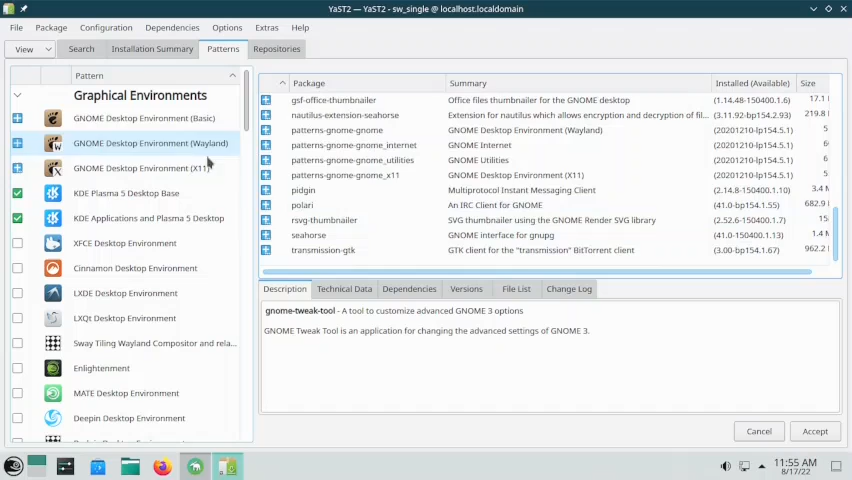 YaST2 — YaST2 - sw_single @ localhost.localdomain
File Package Configuration Dependencies Options Extras Help
View Search Installation Summary Patterns Repositories
Pattern
Graphical Environments
GNOME Desktop Environment (Basic)
GNOME Desktop Environment (Wayland)
GNOME Desktop Environment (X11)
KDE Plasma 5 Desktop Base
KDE Applications and Plasma 5 Desktop
XFCE Desktop Environment
Cinnamon Desktop Environment
LXDE Desktop Environment
LXQt Desktop Environment
Sway Tiling Wayland Compositor and rela...
Enlightenment
MATE Desktop Environment
Deepin Desktop Environment
Package Summary Installed (Available) Size
gsf-office-thumbnailer Office files thumbnailer for the GNOME desktop (1.14.48-150400.1.6) 17.1
nautilus-extension-seahorse Extension for nautilus which allows encryption and decryption of fil... (3.11.92-bp154.2.93) 219.8
patterns-gnome-gnome GNOME Desktop Environment (Wayland) (20201210-lp154.5.1) 5
patterns-gnome-gnome_internet GNOME Internet (20201210-lp154.5.1)
patterns-gnome-gnome_utilities GNOME Utilities (20201210-lp154.5.1)
patterns-gnome-gnome_x11 GNOME Desktop Environment (X11) (20201210-lp154.5.1) 5
pidgin Multiprotocol Instant Messaging Client (2.14.8-150400.1.10) 3.4 M
polari An IRC Client for GNOME (41.0-bp154.1.55) 682.9
rsvg-thumbnailer SVG thumbnailer using the GNOME Render SVG library (2.52.6-150400.1.7) 15
seahorse GNOME interface for gnupg (41.0-150400.1.13) 1.4 M
transmission-gtk GTK client for the "transmission" BitTorrent client (3.00-bp154.1.67) 962.2
Description Technical Data Dependencies Versions File List Change Log
gnome-tweak-tool - A tool to customize advanced GNOME 3 options
GNOME Tweak Tool is an application for changing the advanced settings of GNOME 3.
Cancel Accept
11:55 AM
8/17/22